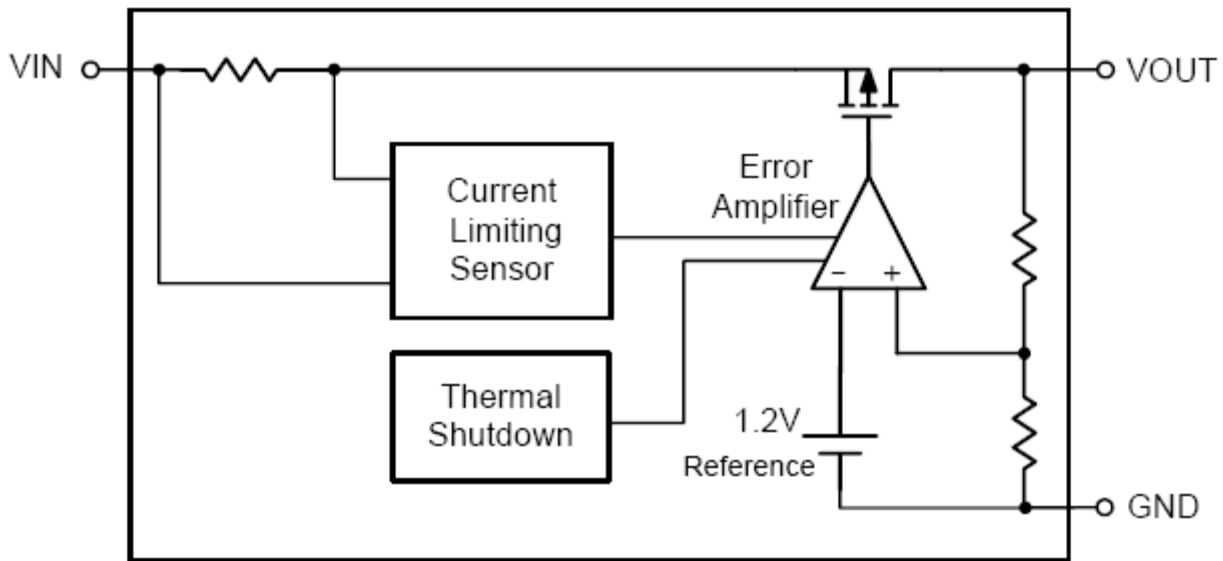 VIN
VOUT
Current
Limiting
Sensor
Error
Amplifier
− +
Thermal
Shutdown
1.2V
Reference
GND